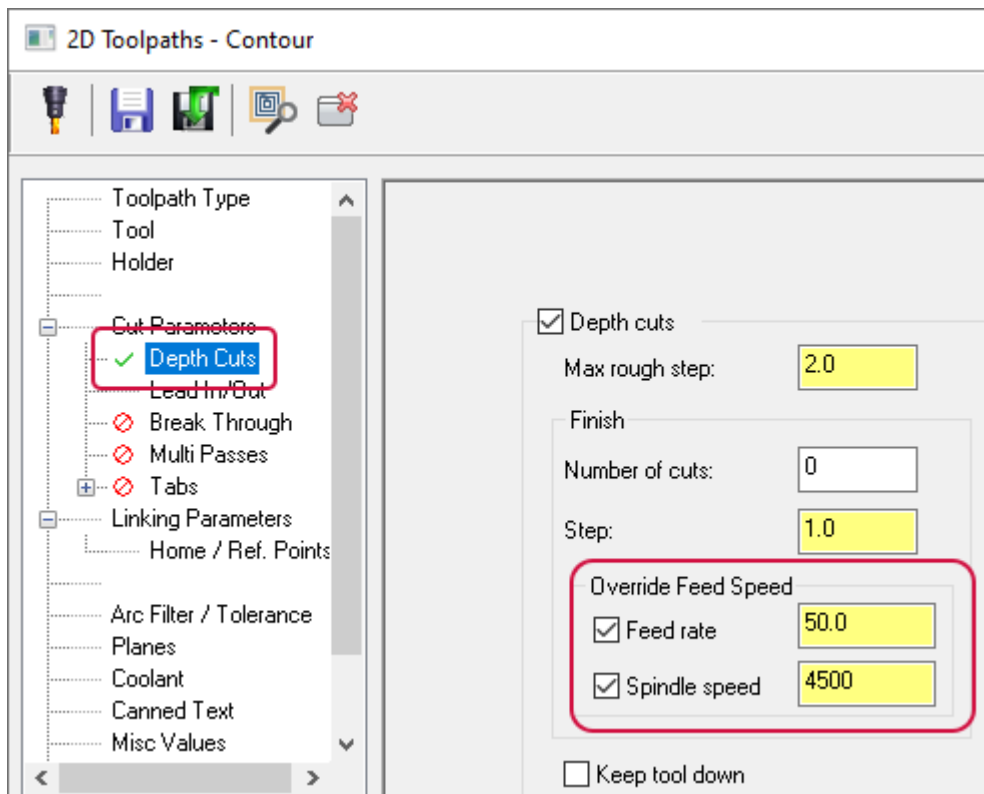 2D Toolpaths - Contour
Toolpath Type
Tool
Holder
Cut Parameters
Depth Cuts
Lead In/Out
Break Through
Multi Passes
Tabs
Linking Parameters
Home / Ref. Points
Arc Filter / Tolerance
Planes
Coolant
Canned Text
Misc Values
Depth cuts
Max rough step: 2.0
Finish
Number of cuts: 0
Step: 1.0
Override Feed Speed
Feed rate 50.0
Spindle speed 4500
Keep tool down